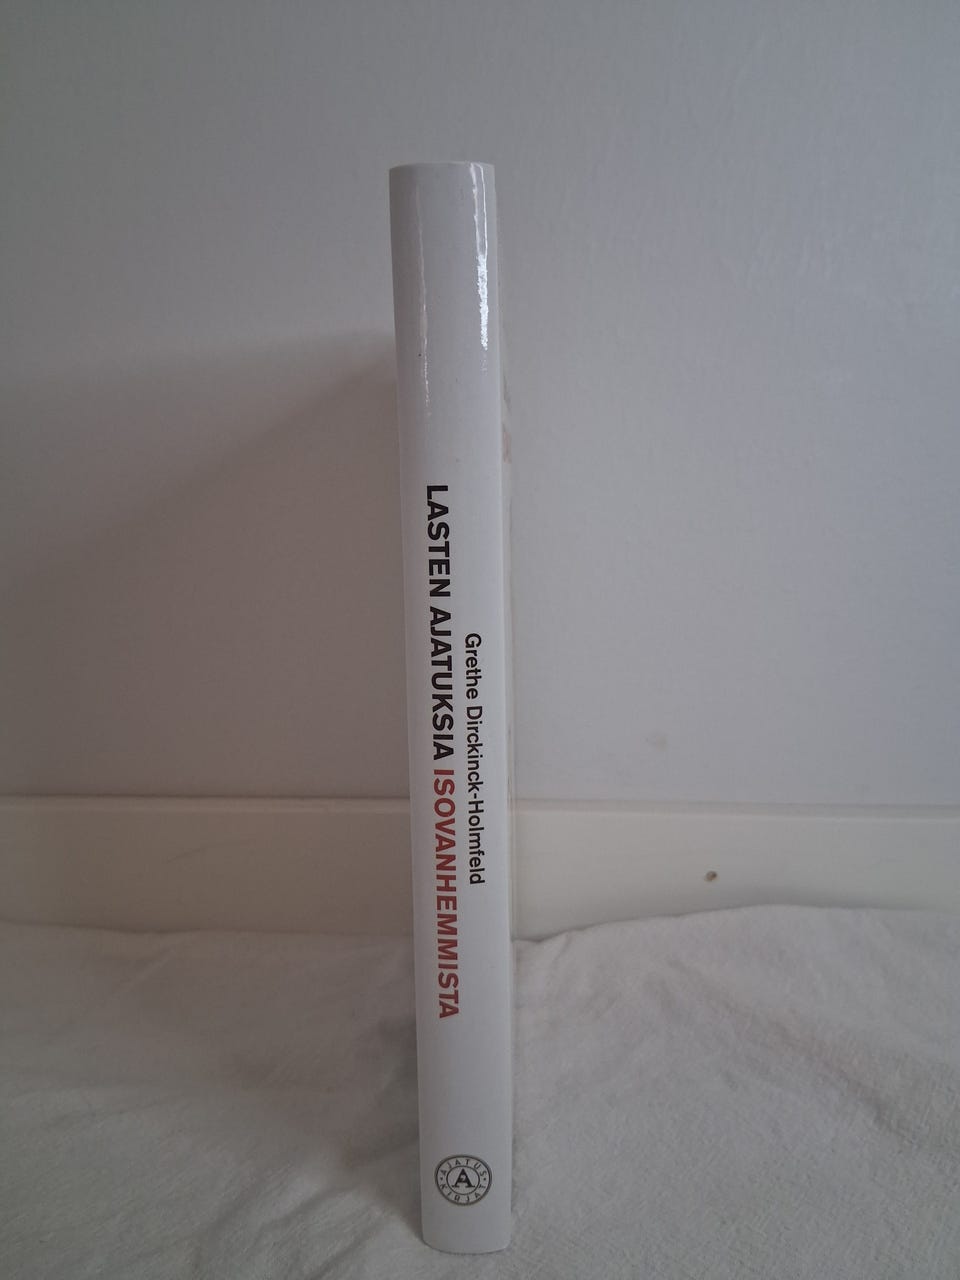 Grethe Dirckinck-Holmfeld
LASTEN AJATUKSIA ISOVANHEMMISTA
AJATUS
A
KIRJAT